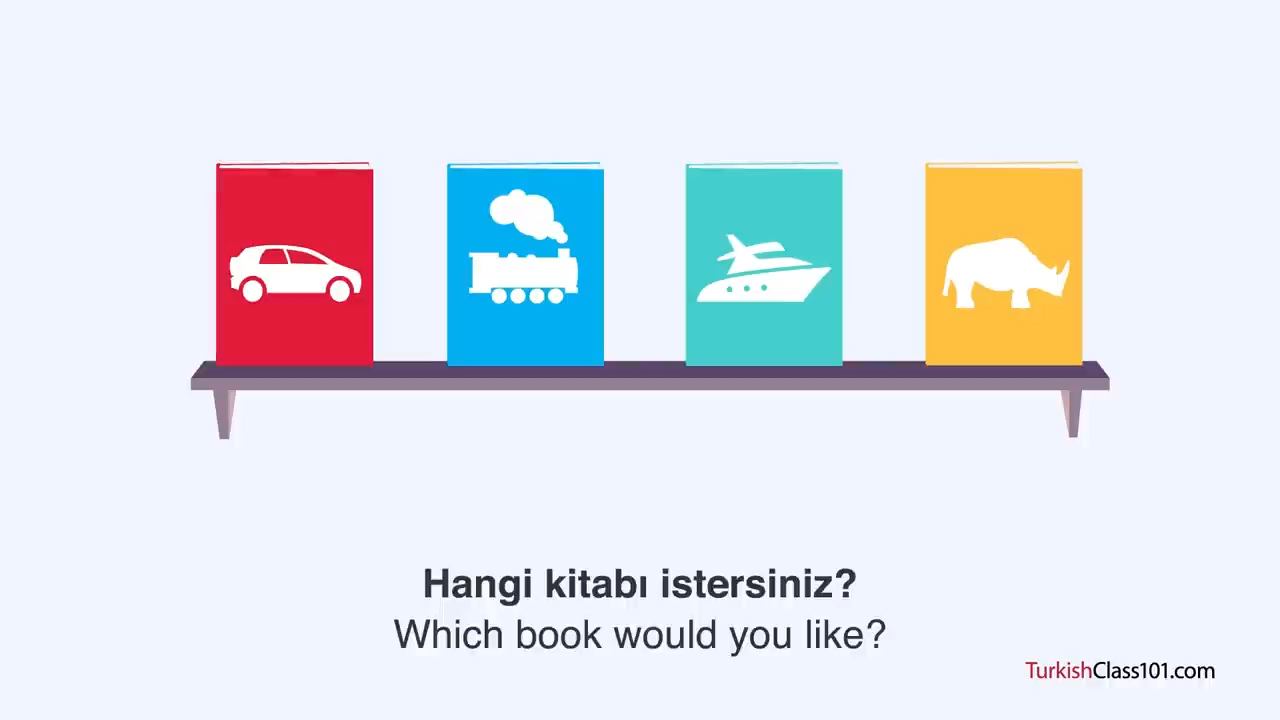 Hangi kitabı istersiniz?
Which book would you like?
TurkishClass101.com